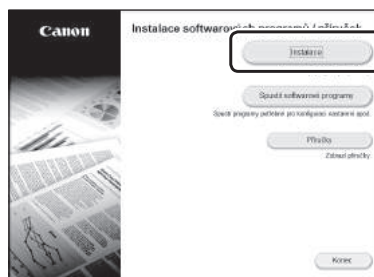 Canon
Instalace softwarových programů / příruček
Instalace
Spustit softwarové programy
Spustí programy potřebné pro konfiguraci nastavení apod.
Příručky
Zobrazí příručky.
Konec